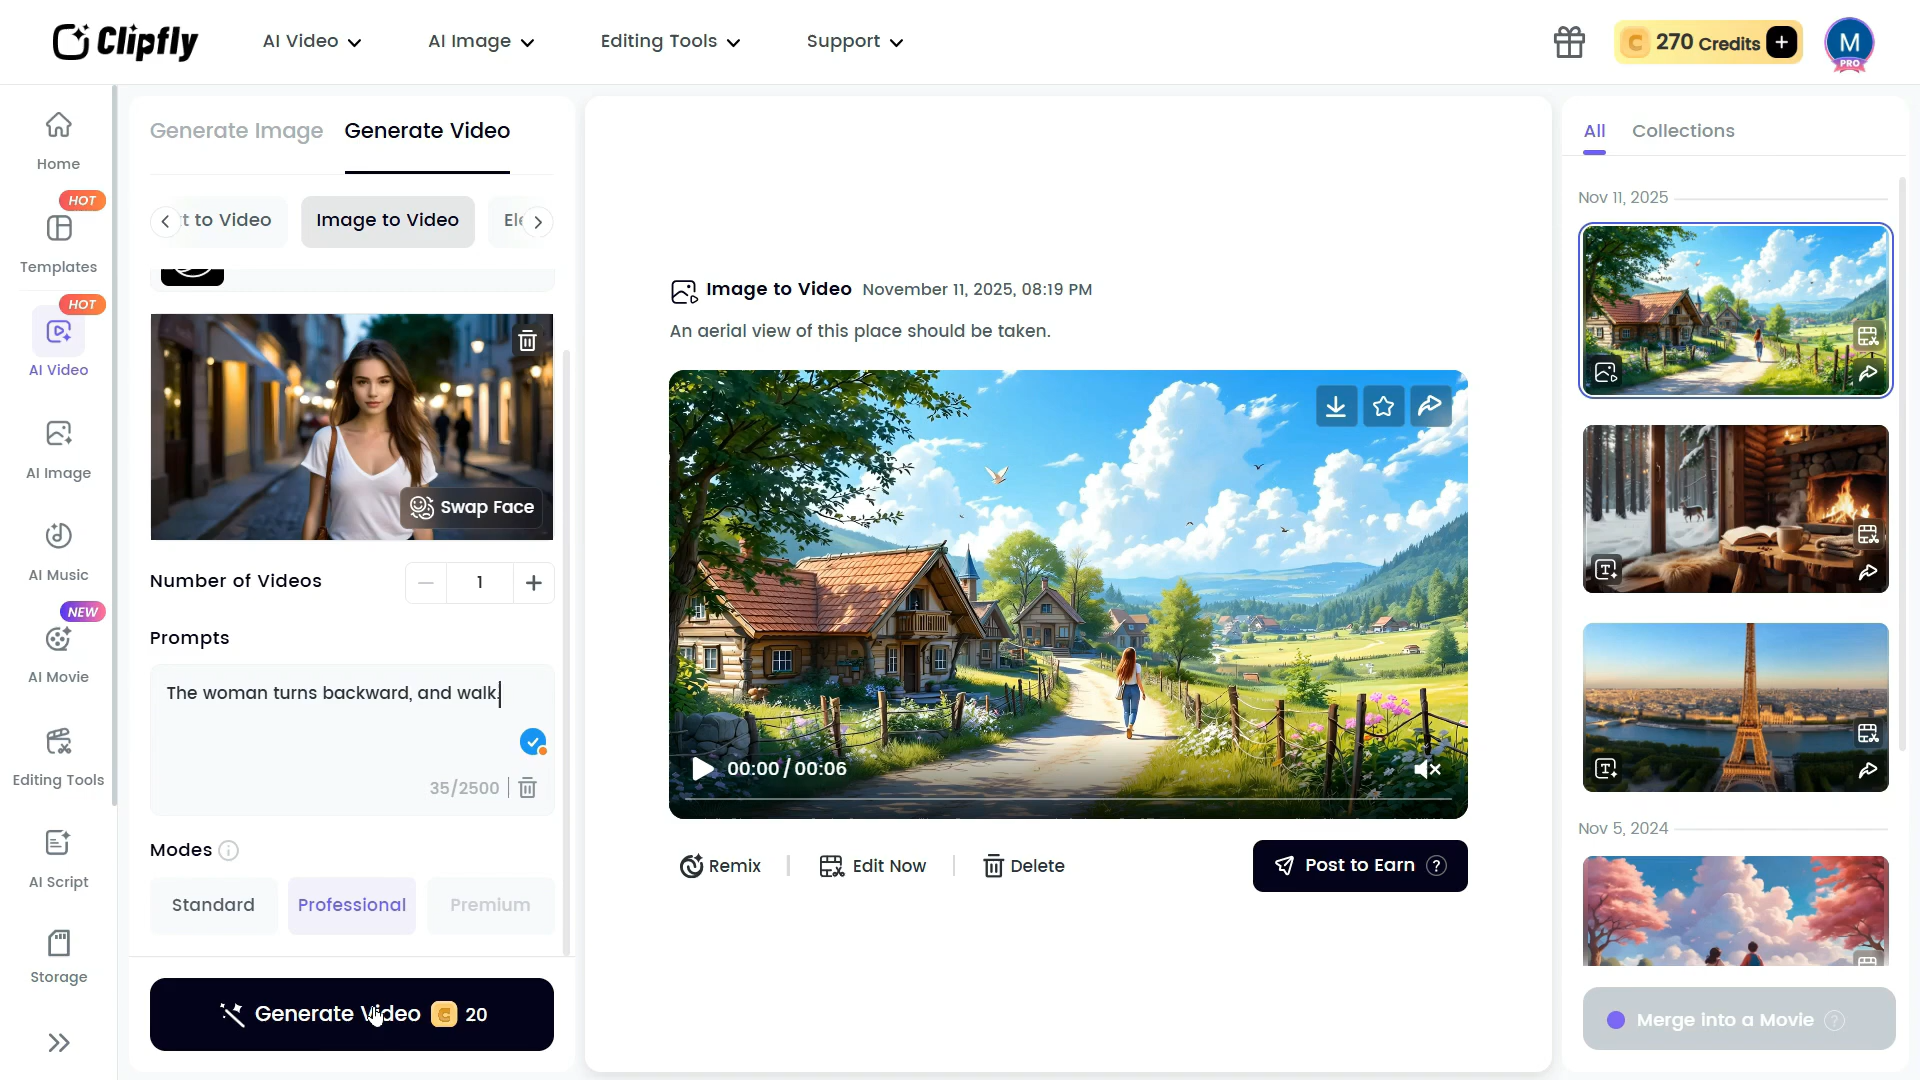 Clipfly
AI Video
AI Image
Editing Tools
Support
270 Credits
M
PRO
Home
HOT
Templates
HOT
AI Video
AI Image
AI Music
NEW
AI Movie
Editing Tools
AI Script
Storage
Generate Image
Generate Video
t to Video
Image to Video
Ele
Swap Face
Number of Videos
1
Prompts
The woman turns backward, and walk.
35/2500
Modes
Standard
Professional
Premium
Generate Video C 20
Image to Video November 11, 2025, 08:19 PM
An aerial view of this place should be taken.
00:00 / 00:06
Remix
Edit Now
Delete
Post to Earn ?
All
Collections
Nov 11, 2025
Nov 5, 2024
Merge into a Movie ?